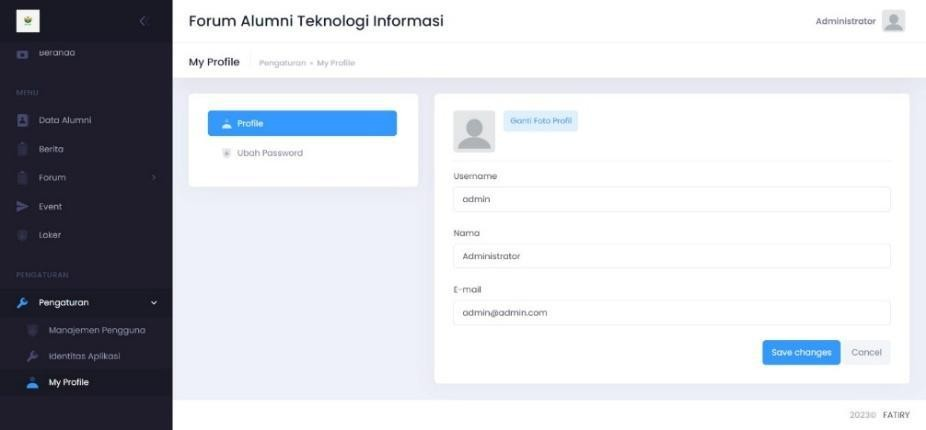 Forum Alumni Teknologi Informasi
Administrator
Beranda
MENU
Data Alumni
Berita
Forum
Event
Loker
PENGATURAN
Pengaturan
Manajemen Pengguna
Identitas Aplikasi
My Profile
My Profile
Pengaturan • My Profile
Profile
Ubah Password
Ganti Foto Profil
Username
admin
Nama
Administrator
E-mail
admin@admin.com
Save changes Cancel
2023© FATIRY